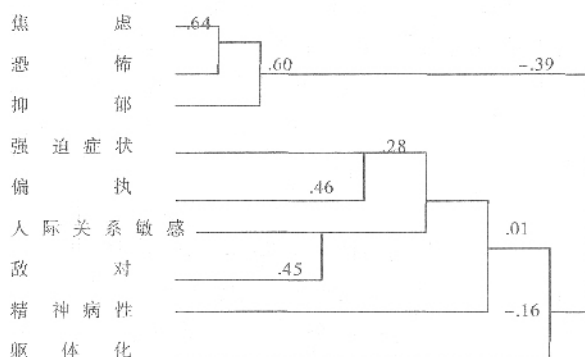 焦 虑 .64
恐 怖 .60 -.39
抑 郁
强 迫 症 状 .28
偏 执 .46
人 际 关 系 敏 感 .01
敌 对 .45
精 神 病 性 -.16
躯 体 化